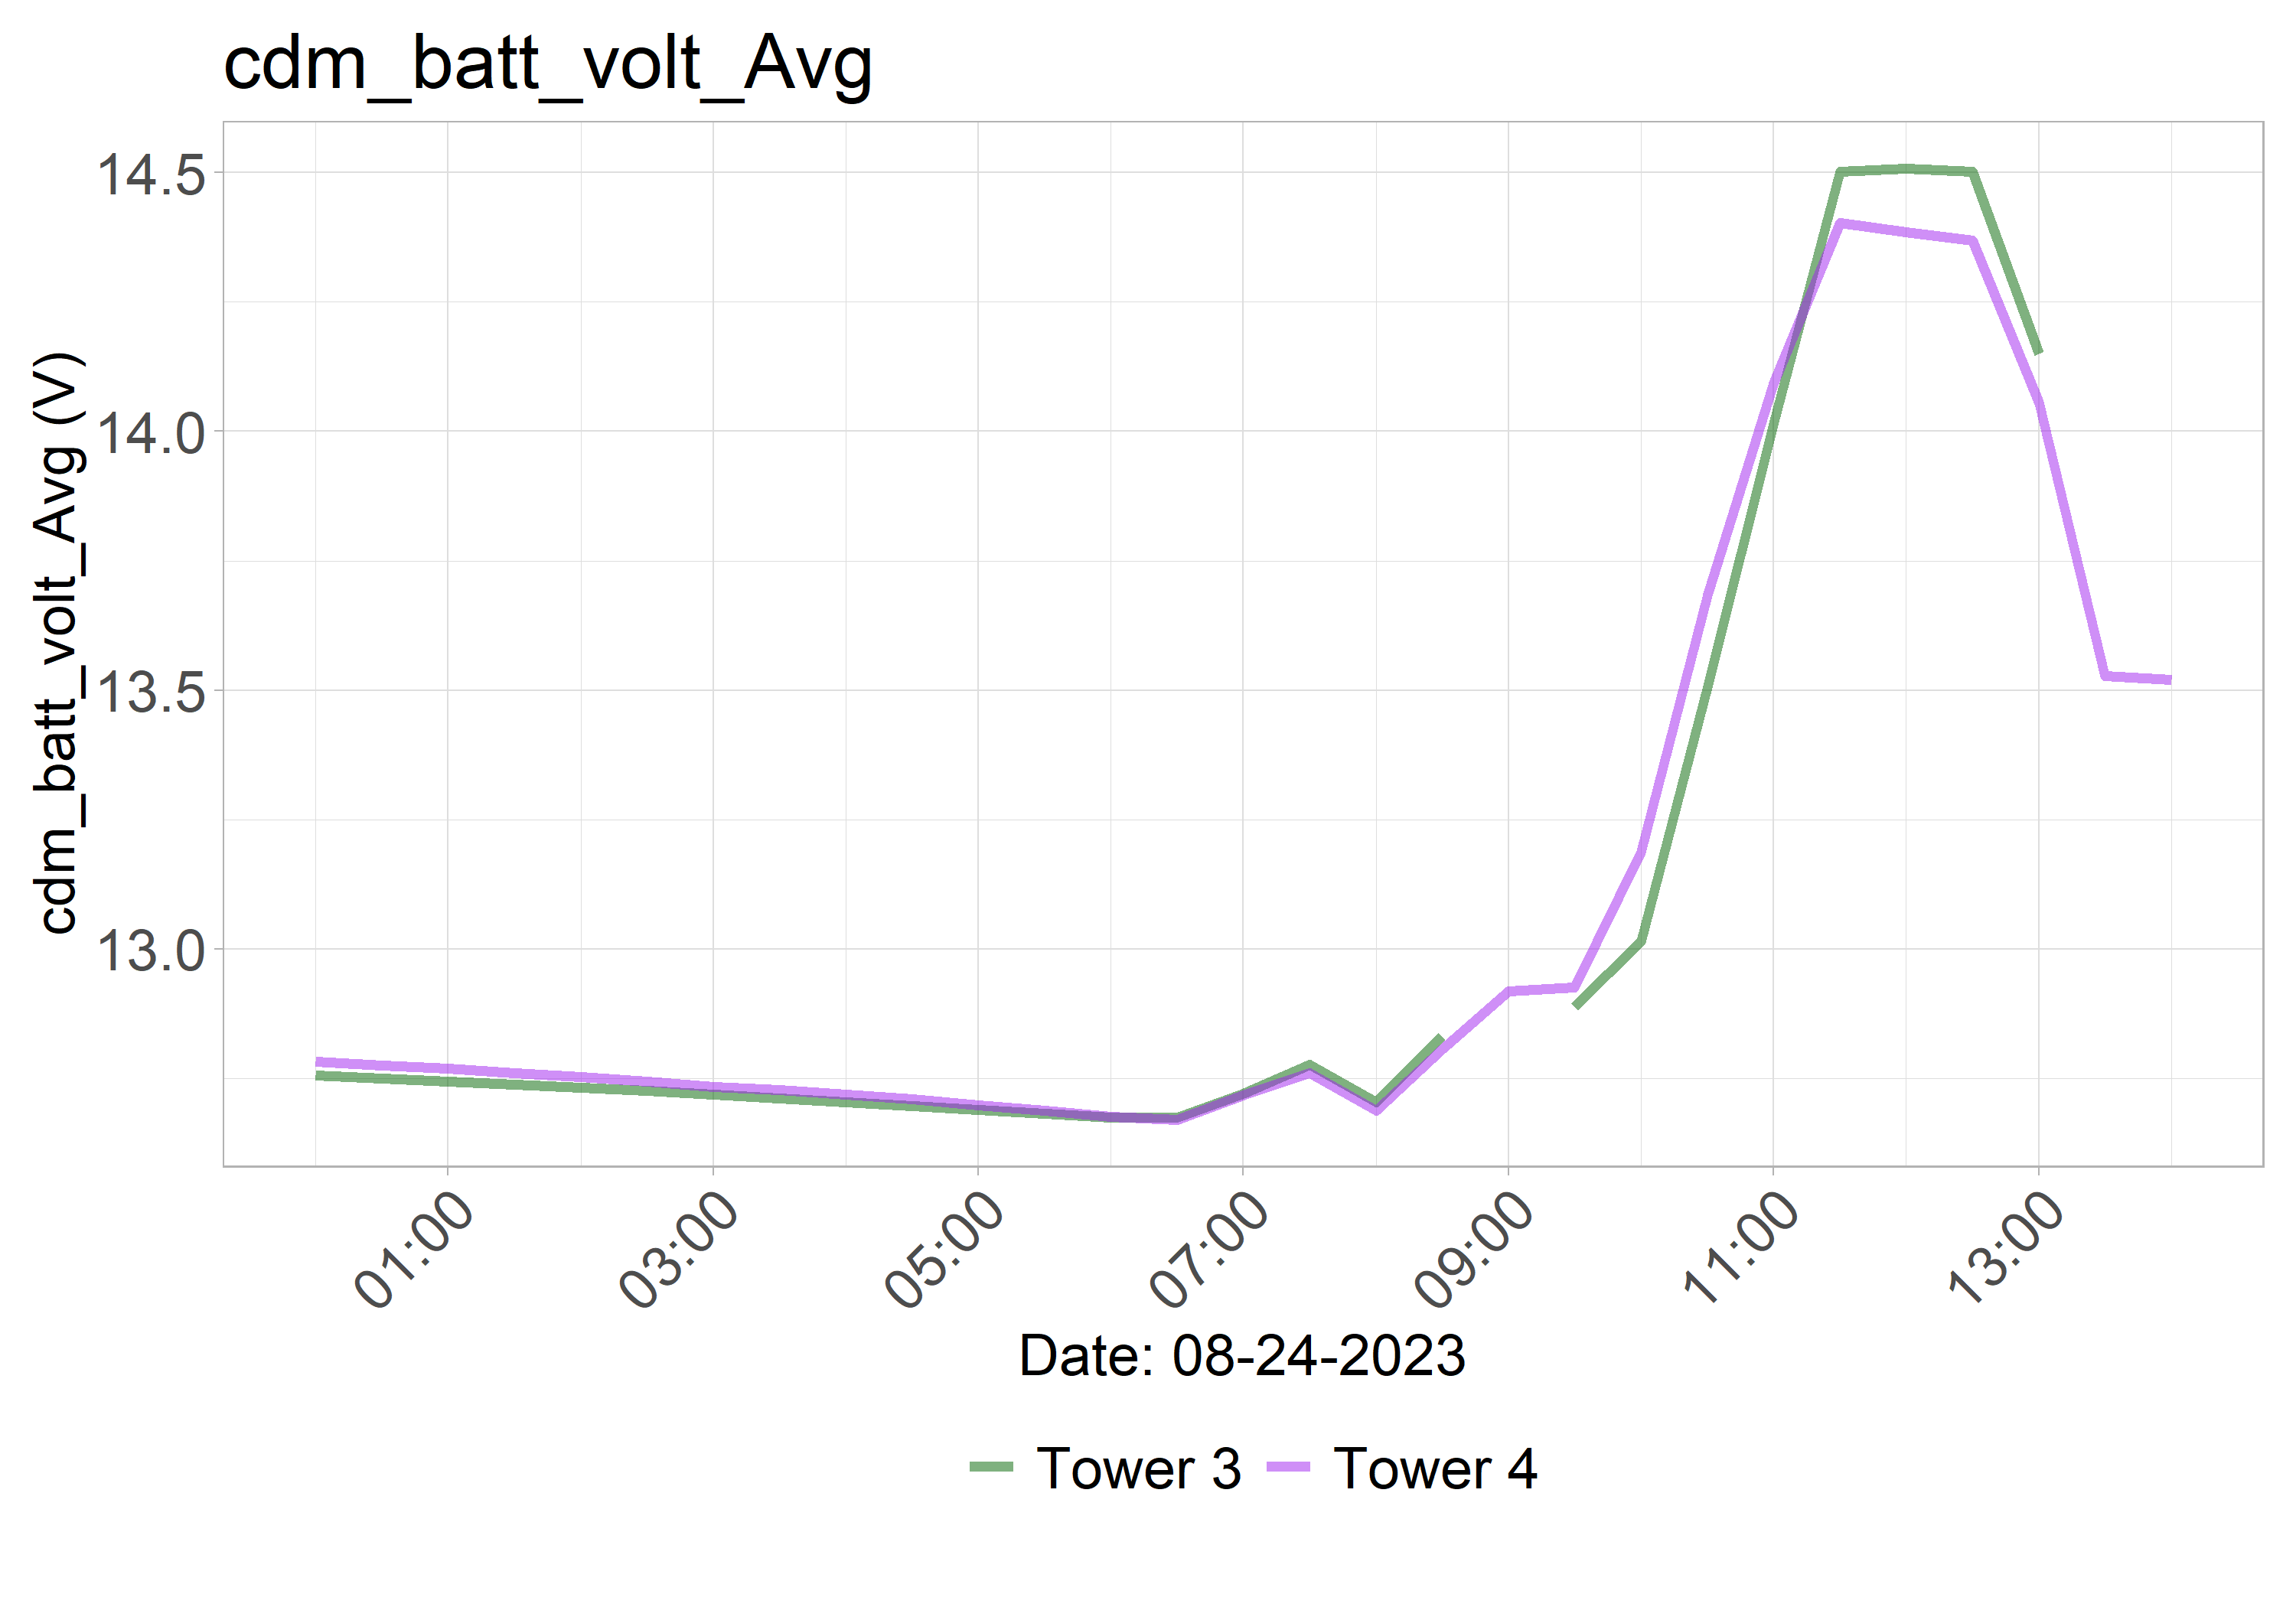 cdm_batt_volt_Avg
cdm_batt_volt_Avg (V)
14.5
14.0
13.5
13.0
01:00 03:00 05:00 07:00 09:00 11:00 13:00
Date: 08-24-2023
Tower 3 Tower 4